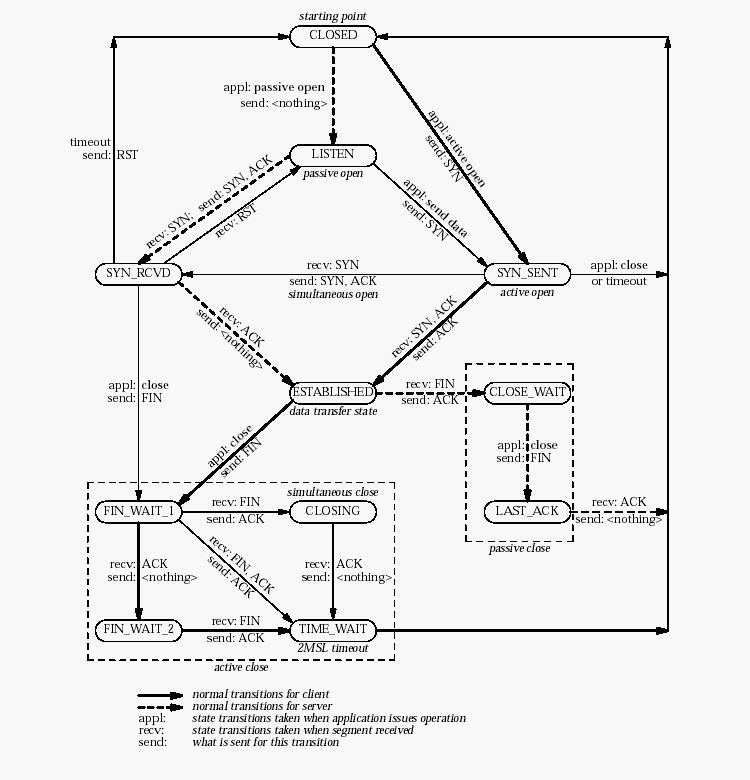 starting point
CLOSED
appl: passive open
send: <nothing>
appl: active open
send: SYN
timeout
send: RST
LISTEN
passive open
recv: SYN; send: SYN, ACK
recv: RST
appl: send data
send: SYN
SYN_RCVD
recv: SYN
send: SYN, ACK
simultaneous open
SYN_SENT
active open
appl: close
or timeout
recv: ACK
send: <nothing>
recv: SYN, ACK
send: ACK
appl: close
send: FIN
ESTABLISHED
data transfer state
recv: FIN
send: ACK
CLOSE_WAIT
appl: close
send: FIN
appl: close
send: FIN
LAST_ACK
recv: ACK
send: <nothing>
passive close
simultaneous close
FIN_WAIT_1
recv: FIN
send: ACK
CLOSING
recv: ACK
send: <nothing>
recv: FIN, ACK
send: ACK
recv: ACK
send: <nothing>
FIN_WAIT_2
recv: FIN
send: ACK
TIME_WAIT
2MSL timeout
active close
normal transitions for client
normal transitions for server
appl: state transitions taken when application issues operation
recv: state transitions taken when segment received
send: what is sent for this transition